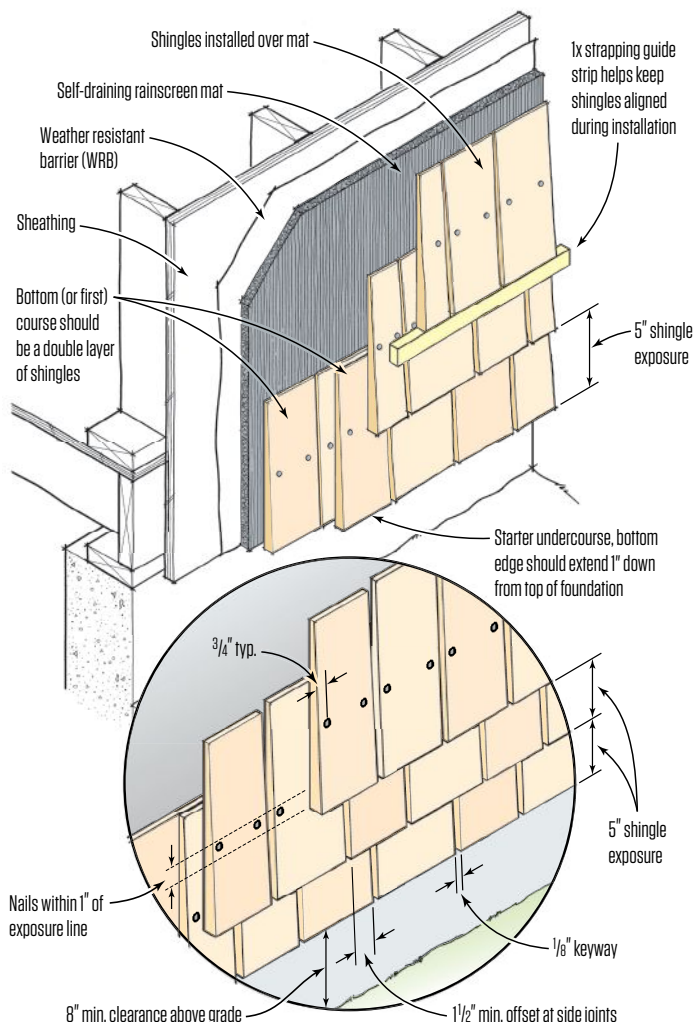 Shingles installed over mat
Self-draining rainscreen mat
Weather resistant
barrier (WRB)
Sheathing
Bottom (or first)
course should
be a double layer
of shingles
1x strapping guide
strip helps keep
shingles aligned
during installation
5" shingle
exposure
Starter undercourse, bottom
edge should extend 1" down
from top of foundation
3/4" typ.
Nails within 1" of
exposure line
5" shingle
exposure
1/8" keyway
8" min. clearance above grade
1 1/2" min. offset at side joints